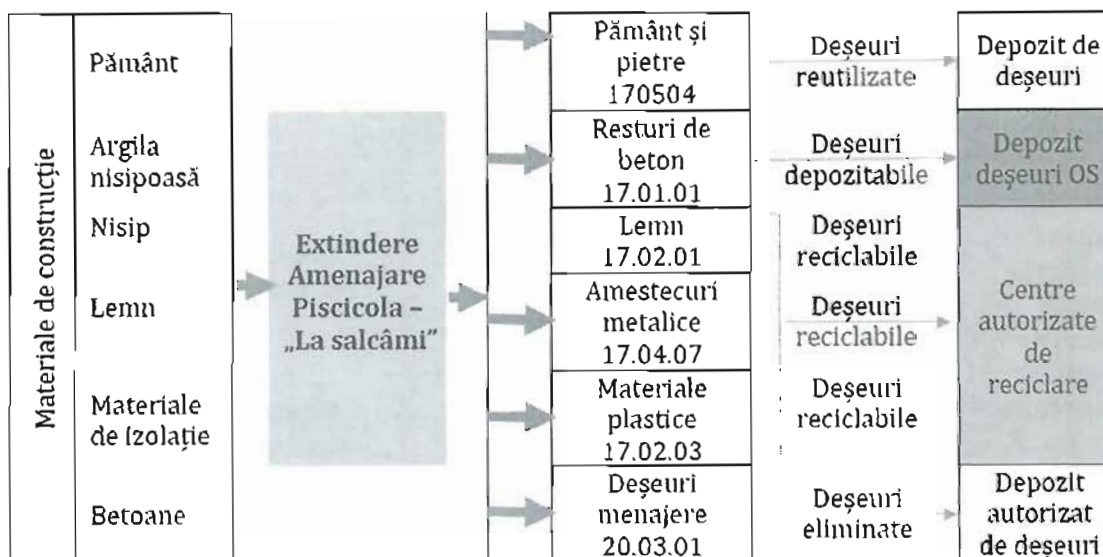 Materiale de construcție
Pământ
Argila
nisipoasă
Nisip
Lemn
Materiale
de izolație
Betoane
Extindere
Amenajare
Piscicola –
„La salcâmi”
Pământ și
pietre
170504
Resturi de
beton
17.01.01
Lemn
17.02.01
Amestecuri
metalice
17.04.07
Materiale
plastice
17.02.03
Deșeuri
menajere
20.03.01
Deșeuri
reutilizate
Deșeuri
depozitabile
Deșeuri
reciclabile
Deșeuri
reciclabile
Deșeuri
reciclabile
Deșeuri
eliminate
Depozit de
deșeuri
Depozit
deșeuri OS
Centre
autorizate
de
reciclare
Depozit
autorizat
de deșeuri